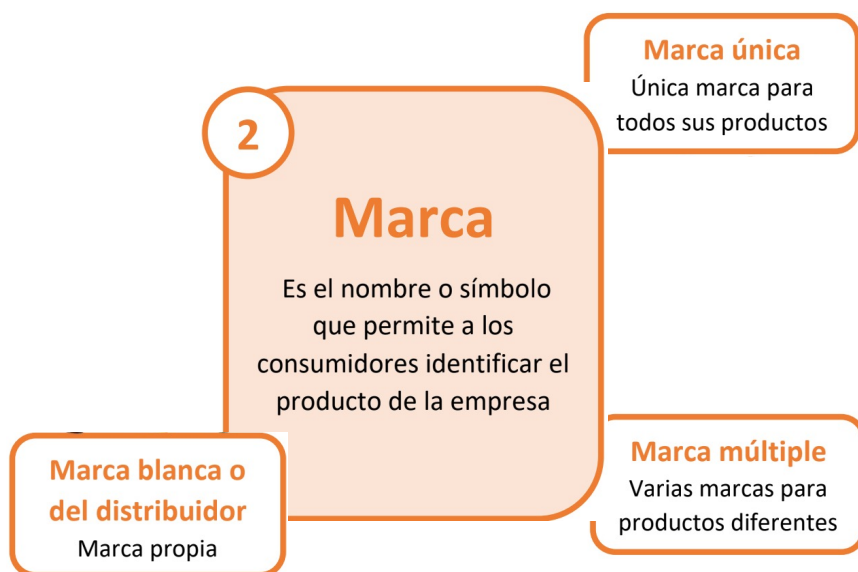 Marca única
Única marca para
todos sus productos
2
Marca
Es el nombre o símbolo
que permite a los
consumidores identificar el
producto de la empresa
Marca múltiple
Varias marcas para
productos diferentes
Marca blanca o
del distribuidor
Marca propia